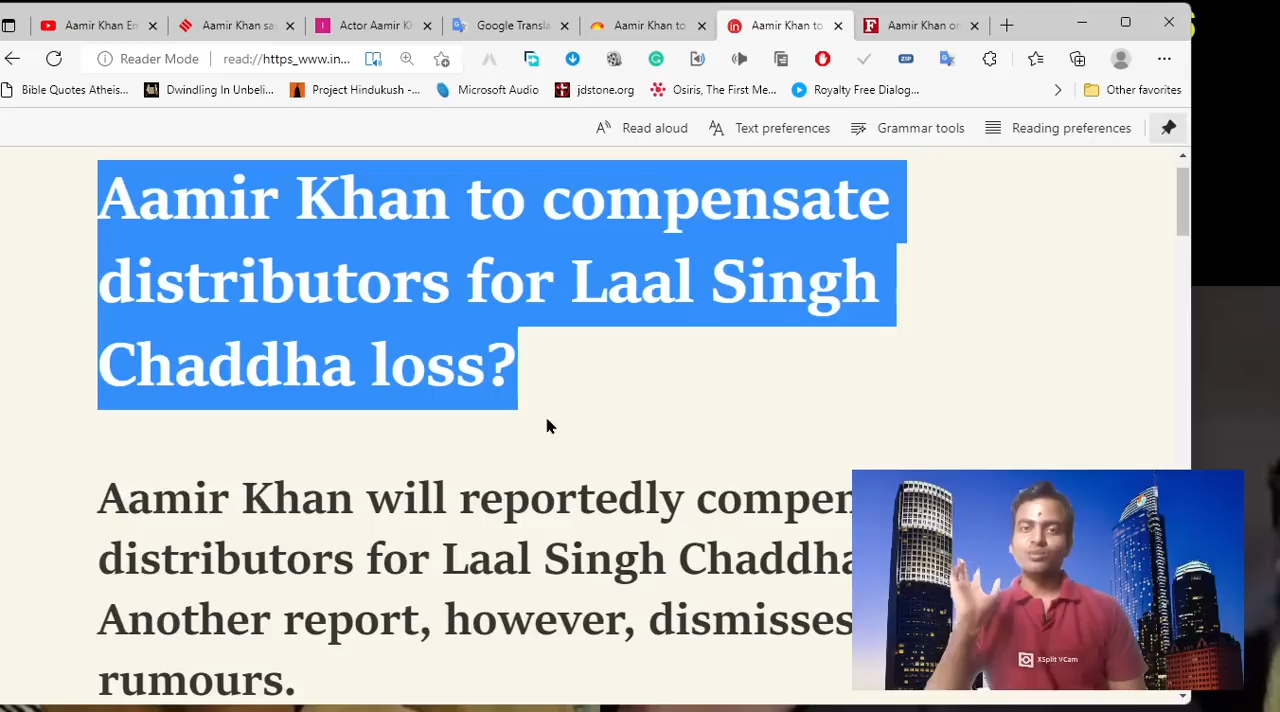 Aamir Khan En
Aamir Khan say
Actor Aamir Kh
Google Transla
Aamir Khan to
Aamir Khan to
Aamir Khan on
Reader Mode
read://https_www.in...
Bible Quotes Atheis...
Dwindling In Unbeli...
Project Hindukush -...
Microsoft Audio
jdstone.org
Osiris, The First Me...
Royalty Free Dialog...
Other favorites
Read aloud
Text preferences
Grammar tools
Reading preferences
Aamir Khan to compensate
distributors for Laal Singh
Chaddha loss?
Aamir Khan will reportedly compen
distributors for Laal Singh Chaddha
Another report, however, dismisses
rumours.
XSplit VCam